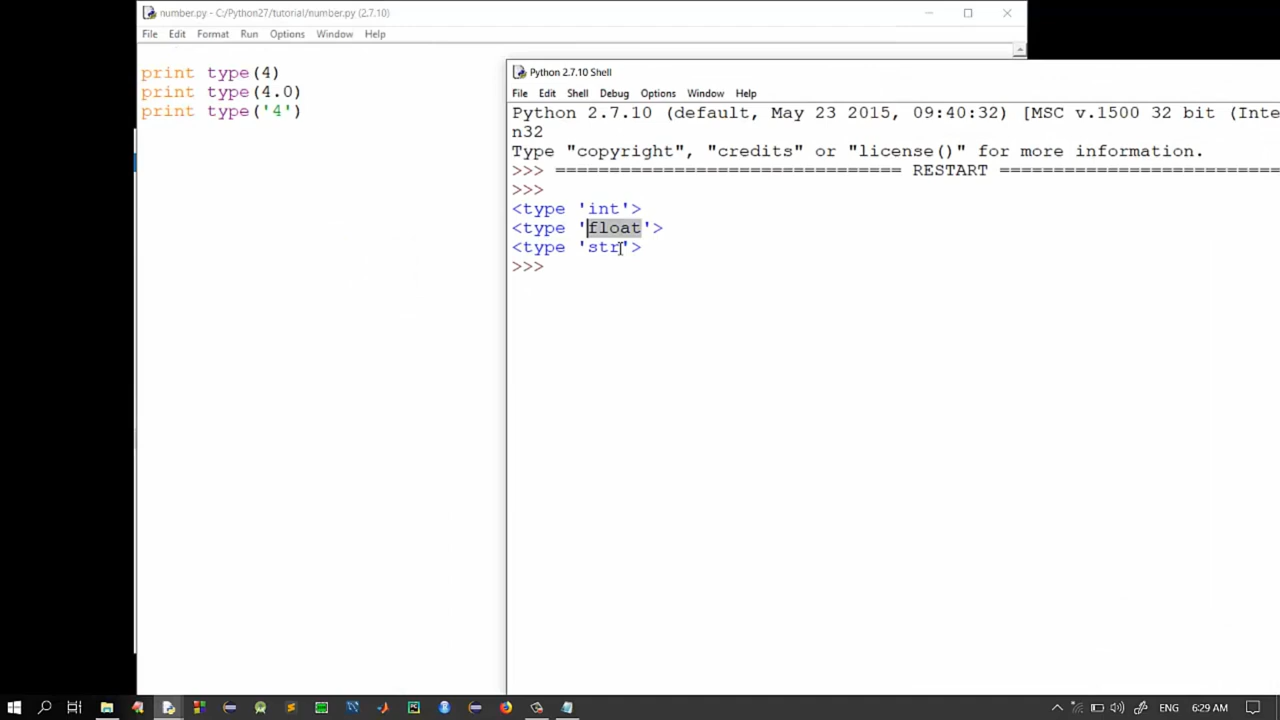 number.py - C:/Python27/tutorial/number.py (2.7.10)
File Edit Format Run Options Window Help
print type(4)
print type(4.0)
print type('4')
Python 2.7.10 Shell
File Edit Shell Debug Options Window Help
Python 2.7.10 (default, May 23 2015, 09:40:32) [MSC v.1500 32 bit (Inte
n32
Type "copyright", "credits" or "license()" for more information.
>>> ================================ RESTART ==========================
>>>
<type 'int'>
<type 'float'>
<type 'str'>
>>>
ENG 6:29 AM